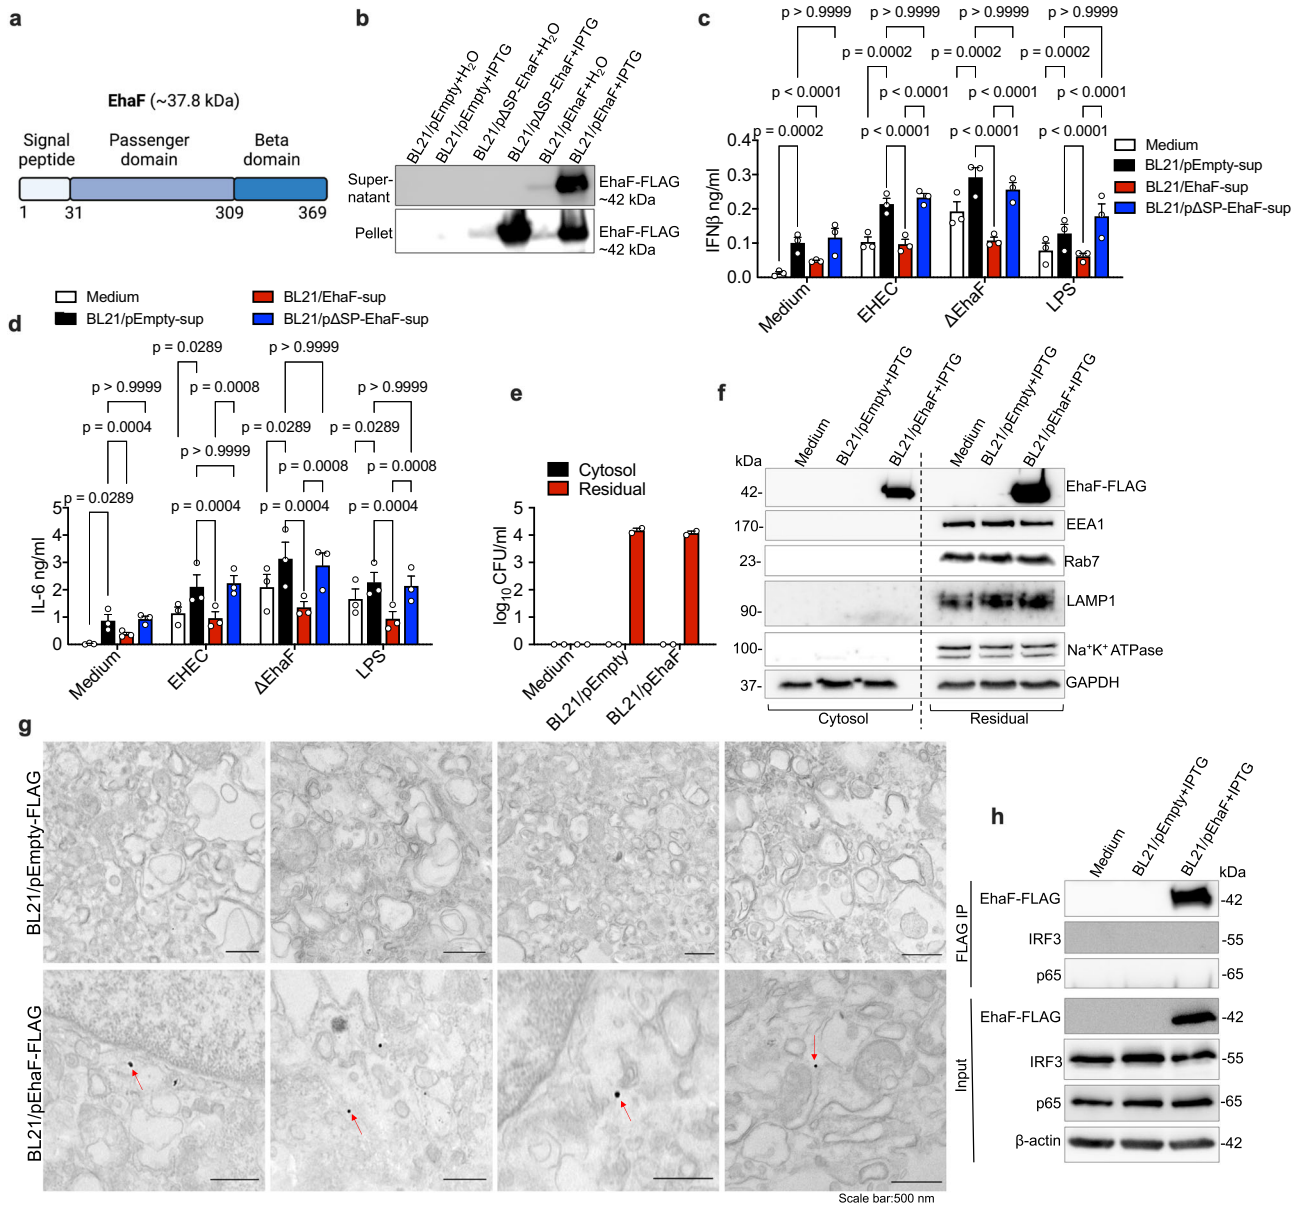 a
EhaF (~37.8 kDa)
Signal peptide
Passenger domain
Beta domain
1 31 309 369
b
BL21/pEmpty+H2O
BL21/pEmpty+IPTG
BL21/pΔSP-EhaF+H2O
BL21/pΔSP-EhaF+IPTG
BL21/pEhaF+H2O
BL21/pEhaF+IPTG
Super-
natant
EhaF-FLAG
~42 kDa
Pellet
EhaF-FLAG
~42 kDa
c
p > 0.9999 p > 0.9999 p > 0.9999 p > 0.9999
p = 0.0002 p = 0.0002 p = 0.0002
p < 0.0001 p < 0.0001 p < 0.0001 p < 0.0001
p = 0.0002 p < 0.0001 p < 0.0001 p < 0.0001
IFNβ ng/ml
0.4
0.3
0.2
0.1
0.0
Medium
EHEC
ΔEhaF
LPS
Medium
BL21/pEmpty-sup
BL21/EhaF-sup
BL21/pΔSP-EhaF-sup
d
Medium
BL21/pEmpty-sup
BL21/EhaF-sup
BL21/pΔSP-EhaF-sup
p = 0.0289 p > 0.9999
p > 0.9999 p = 0.0008 p > 0.9999
p = 0.0004 p = 0.0289 p = 0.0289
p > 0.9999 p = 0.0008 p = 0.0008
p = 0.0289 p = 0.0004 p = 0.0004 p = 0.0004
IL-6 ng/ml
5
4
3
2
1
0
Medium
EHEC
ΔEhaF
LPS
e
Cytosol
Residual
log10CFU/ml
5
4
3
2
1
0
Medium
BL21/pEmpty
BL21/pEhaF
f
Medium
BL21/pEmpty+IPTG
BL21/pEhaF+IPTG
Medium
BL21/pEmpty+IPTG
BL21/pEhaF+IPTG
kDa
42- EhaF-FLAG
170- EEA1
23- Rab7
90- LAMP1
100- Na+K+ ATPase
37- GAPDH
Cytosol Residual
g
BL21/pEmpty-FLAG
BL21/pEhaF-FLAG
Scale bar:500 nm
h
Medium
BL21/pEmpty+IPTG
BL21/pEhaF+IPTG
kDa
FLAG IP
EhaF-FLAG -42
IRF3 -55
p65 -65
Input
EhaF-FLAG -42
IRF3 -55
p65 -65
β-actin -42